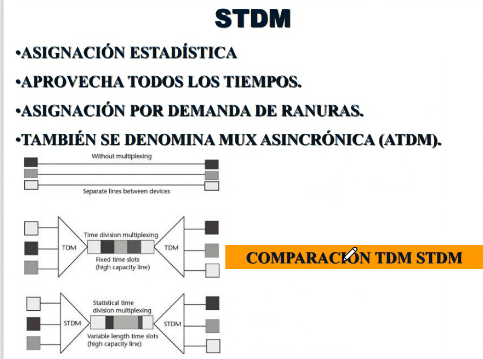 STDM
•ASIGNACIÓN ESTADÍSTICA
•APROVECHA TODOS LOS TIEMPOS.
•ASIGNACIÓN POR DEMANDA DE RANURAS.
•TAMBIÉN SE DENOMINA MUX ASINCRÓNICA (ATDM).
Without multiplexing
Separate lines between devices
Time division multiplexing
TDM
TDM
Fixed time slots
(high capacity line)
COMPARACIÓN TDM STDM
Statistical time
division multiplexing
STDM
STDM
Variable length time slots
(high capacity line)